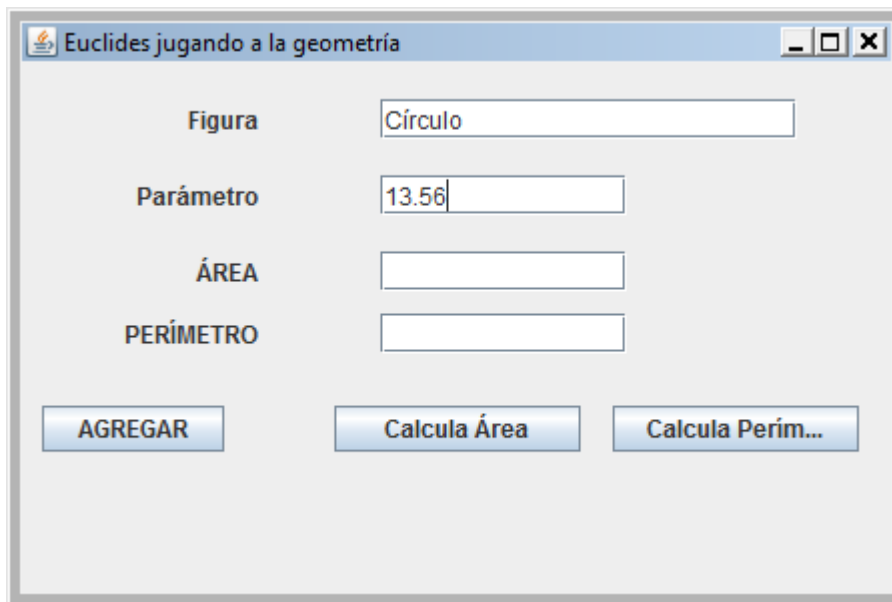 Euclides jugando a la geometría
Figura Círculo
Parámetro 13.56
ÁREA
PERÍMETRO
AGREGAR Calcula Área Calcula Perím...